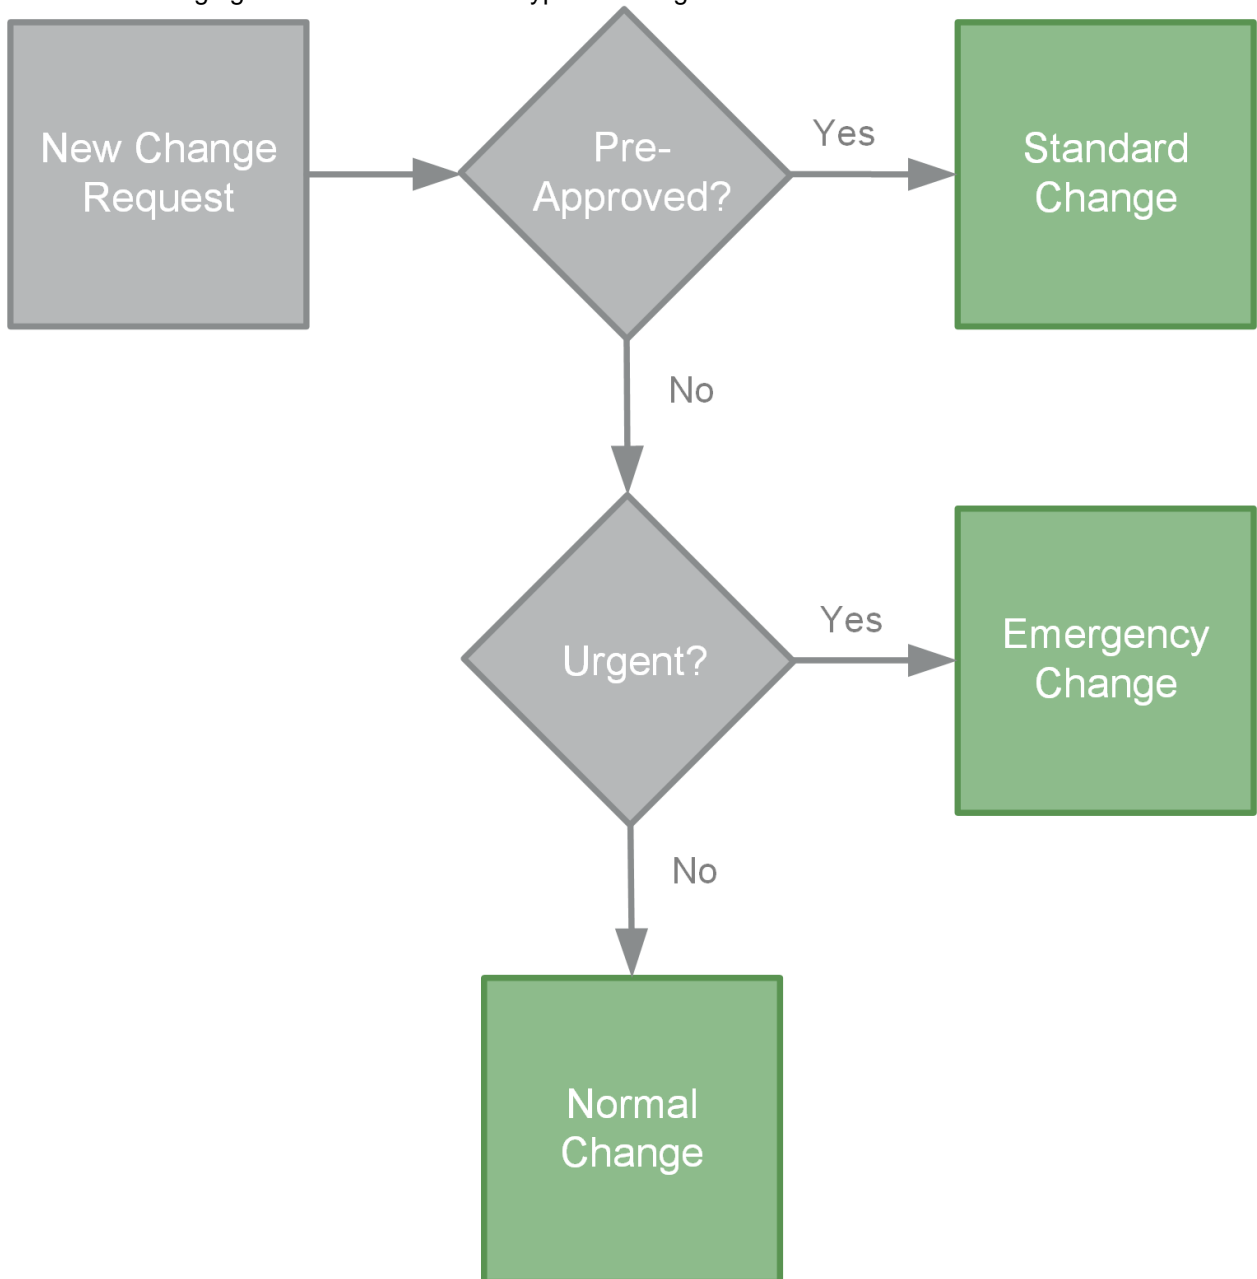 New Change
Request
Pre-
Approved?
Yes
Standard
Change
No
Urgent?
Yes
Emergency
Change
No
Normal
Change